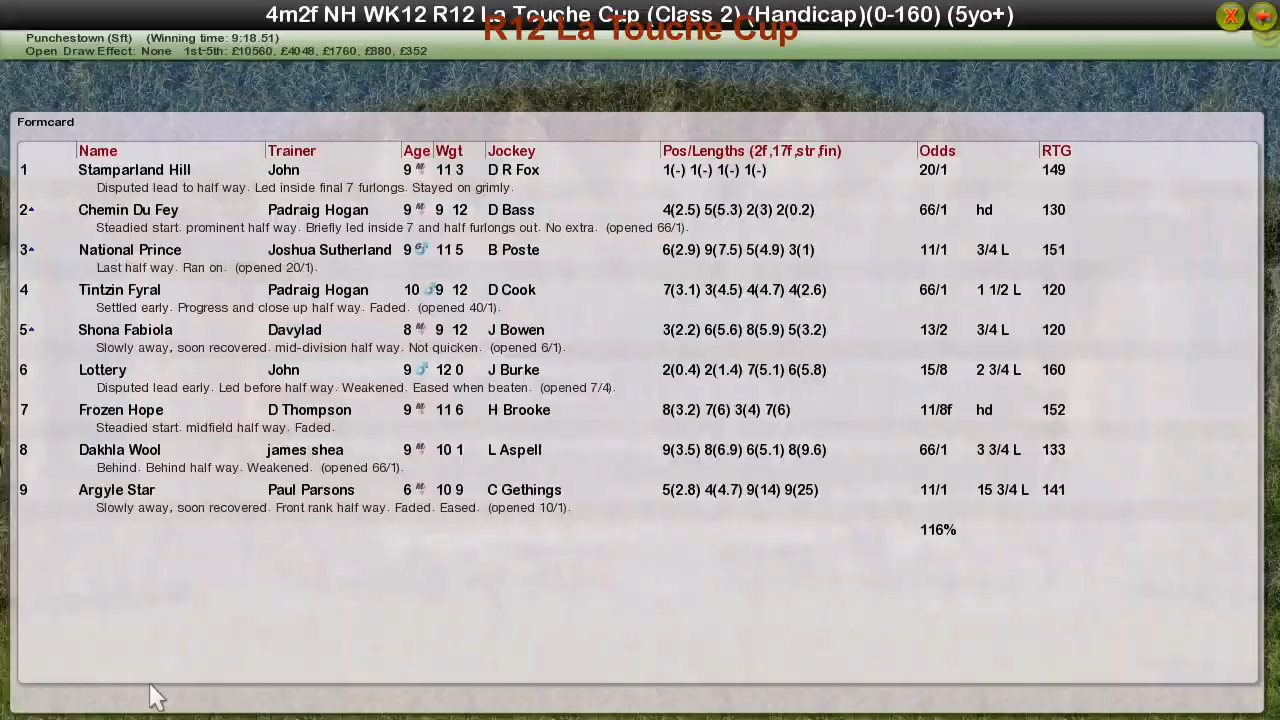 4m2f NH WK12 R12 La Touche Cup (Class 2) (Handicap)(0-160) (5yo+)
R12 La Touche Cup
Punchestown (Sft) (Winning time: 9:18.51)
Open Draw Effect: None 1st-5th: £10560, £4048, £1760, £880, £352
Formcard
Name Trainer Age Wgt Jockey Pos/Lengths (2f,17f,str,fin) Odds RTG
1 Stamparland Hill John 9 11 3 D R Fox 1(-) 1(-) 1(-) 1(-) 20/1 149
Disputed lead to half way. Led inside final 7 furlongs. Stayed on grimly.
2 Chemin Du Fey Padraig Hogan 9 9 12 D Bass 4(2.5) 5(5.3) 2(3) 2(0.2) 66/1 hd 130
Steadied start. prominent half way. Briefly led inside 7 and half furlongs out. No extra. (opened 66/1).
3 National Prince Joshua Sutherland 9 11 5 B Poste 6(2.9) 9(7.5) 5(4.9) 3(1) 11/1 3/4 L 151
Last half way. Ran on. (opened 20/1).
4 Tintzin Fyral Padraig Hogan 10 9 12 D Cook 7(3.1) 3(4.5) 4(4.7) 4(2.6) 66/1 1 1/2 L 120
Settled early. Progress and close up half way. Faded. (opened 40/1).
5 Shona Fabiola Davylad 8 9 12 J Bowen 3(2.2) 6(5.6) 8(5.9) 5(3.2) 13/2 3/4 L 120
Slowly away, soon recovered. mid-division half way. Not quicken. (opened 6/1).
6 Lottery John 9 12 0 J Burke 2(0.4) 2(1.4) 7(5.1) 6(5.8) 15/8 2 3/4 L 160
Disputed lead early. Led before half way. Weakened. Eased when beaten. (opened 7/4).
7 Frozen Hope D Thompson 9 11 6 H Brooke 8(3.2) 7(6) 3(4) 7(6) 11/8f hd 152
Steadied start. midfield half way. Faded.
8 Dakhla Wool james shea 9 10 1 L Aspell 9(3.5) 8(6.9) 6(5.1) 8(9.6) 66/1 3 3/4 L 133
Behind. Behind half way. Weakened. (opened 66/1).
9 Argyle Star Paul Parsons 6 10 9 C Gethings 5(2.8) 4(4.7) 9(14) 9(25) 11/1 15 3/4 L 141
Slowly away, soon recovered. Front rank half way. Faded. Eased. (opened 10/1).
116%